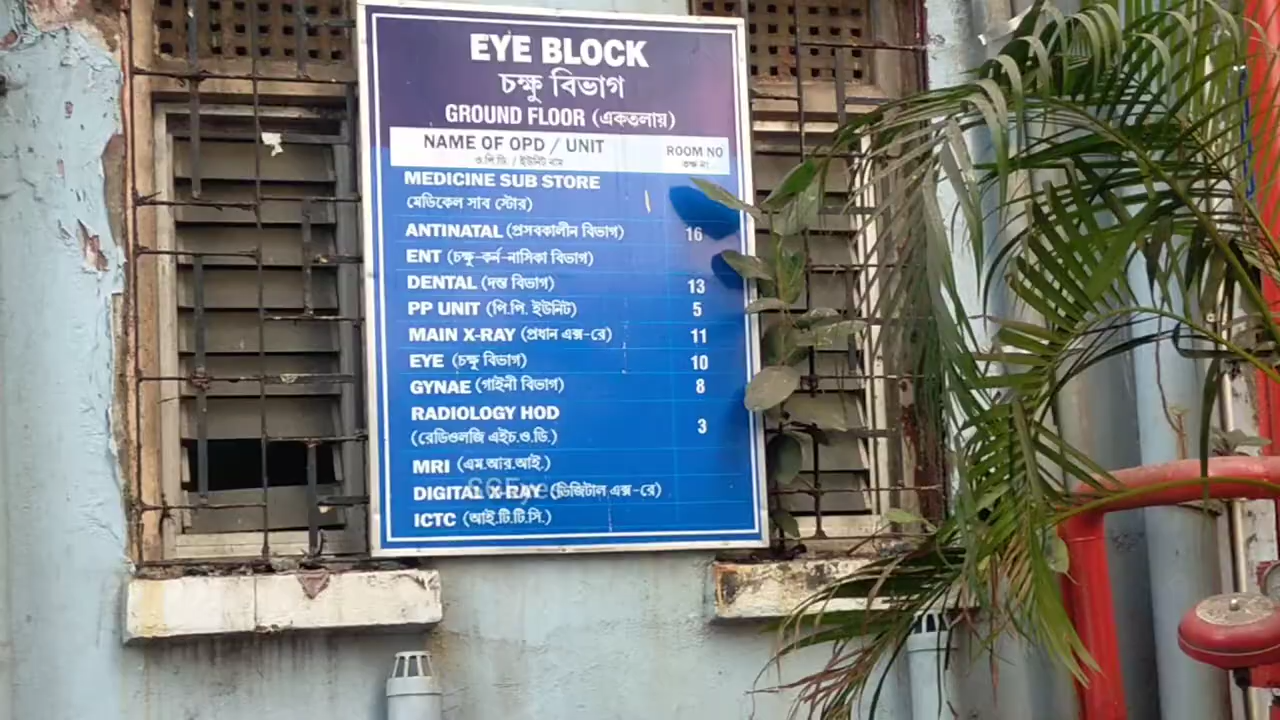 EYE BLOCK
চক্ষু বিভাগ
GROUND FLOOR (একতলায়)
NAME OF OPD / UNIT ROOM NO
ও.পি.ডি. / ইউনিট নাম কক্ষ নং
MEDICINE SUB STORE
মেডিকেল সাব স্টোর)
ANTINATAL (প্রসবকালীন বিভাগ) 16
ENT (চক্ষু-কর্ন-নাসিকা বিভাগ)
DENTAL (দন্ত বিভাগ) 13
PP UNIT (পি.পি. ইউনিট) 5
MAIN X-RAY (প্রধান এক্স-রে) 11
EYE (চক্ষু বিভাগ) 10
GYNAE (গাইনী বিভাগ) 8
RADIOLOGY HOD 3
(রেডিওলজি এইচ.ও.ডি.)
MRI (এম.আর.আই.)
DIGITAL X-RAY (ডিজিটাল এক্স-রে)
ICTC (আই.টি.টি.সি.)